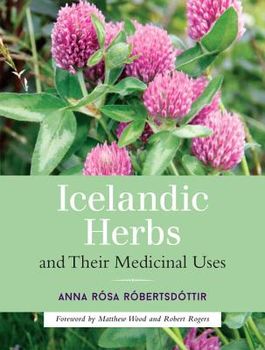 Icelandic
Herbs
and Their Medicinal Uses
ANNA RÓSA RÓBERTSDÓTTIR
Foreword by Matthew Wood and Robert Rogers